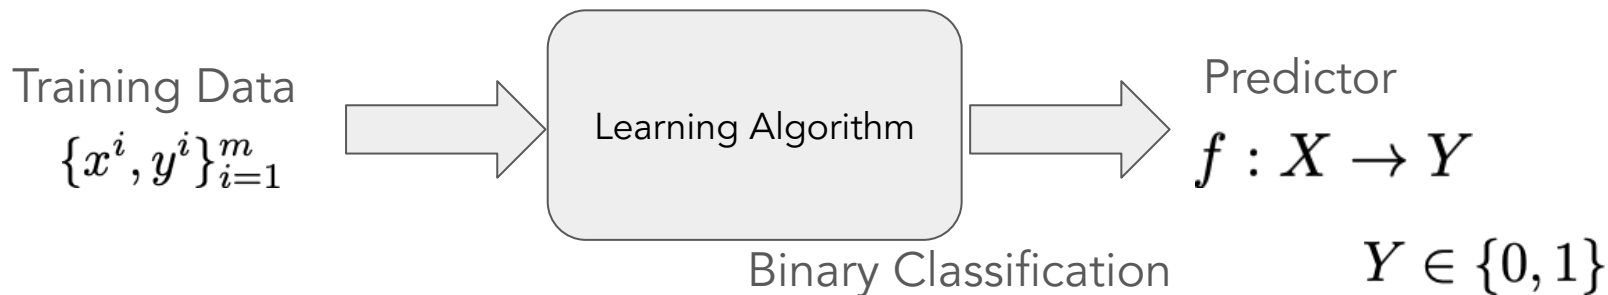 Training Data
{x^i, y^i}_{i=1}^m
Learning Algorithm
Predictor
f : X → Y
Binary Classification
Y ∈ {0, 1}